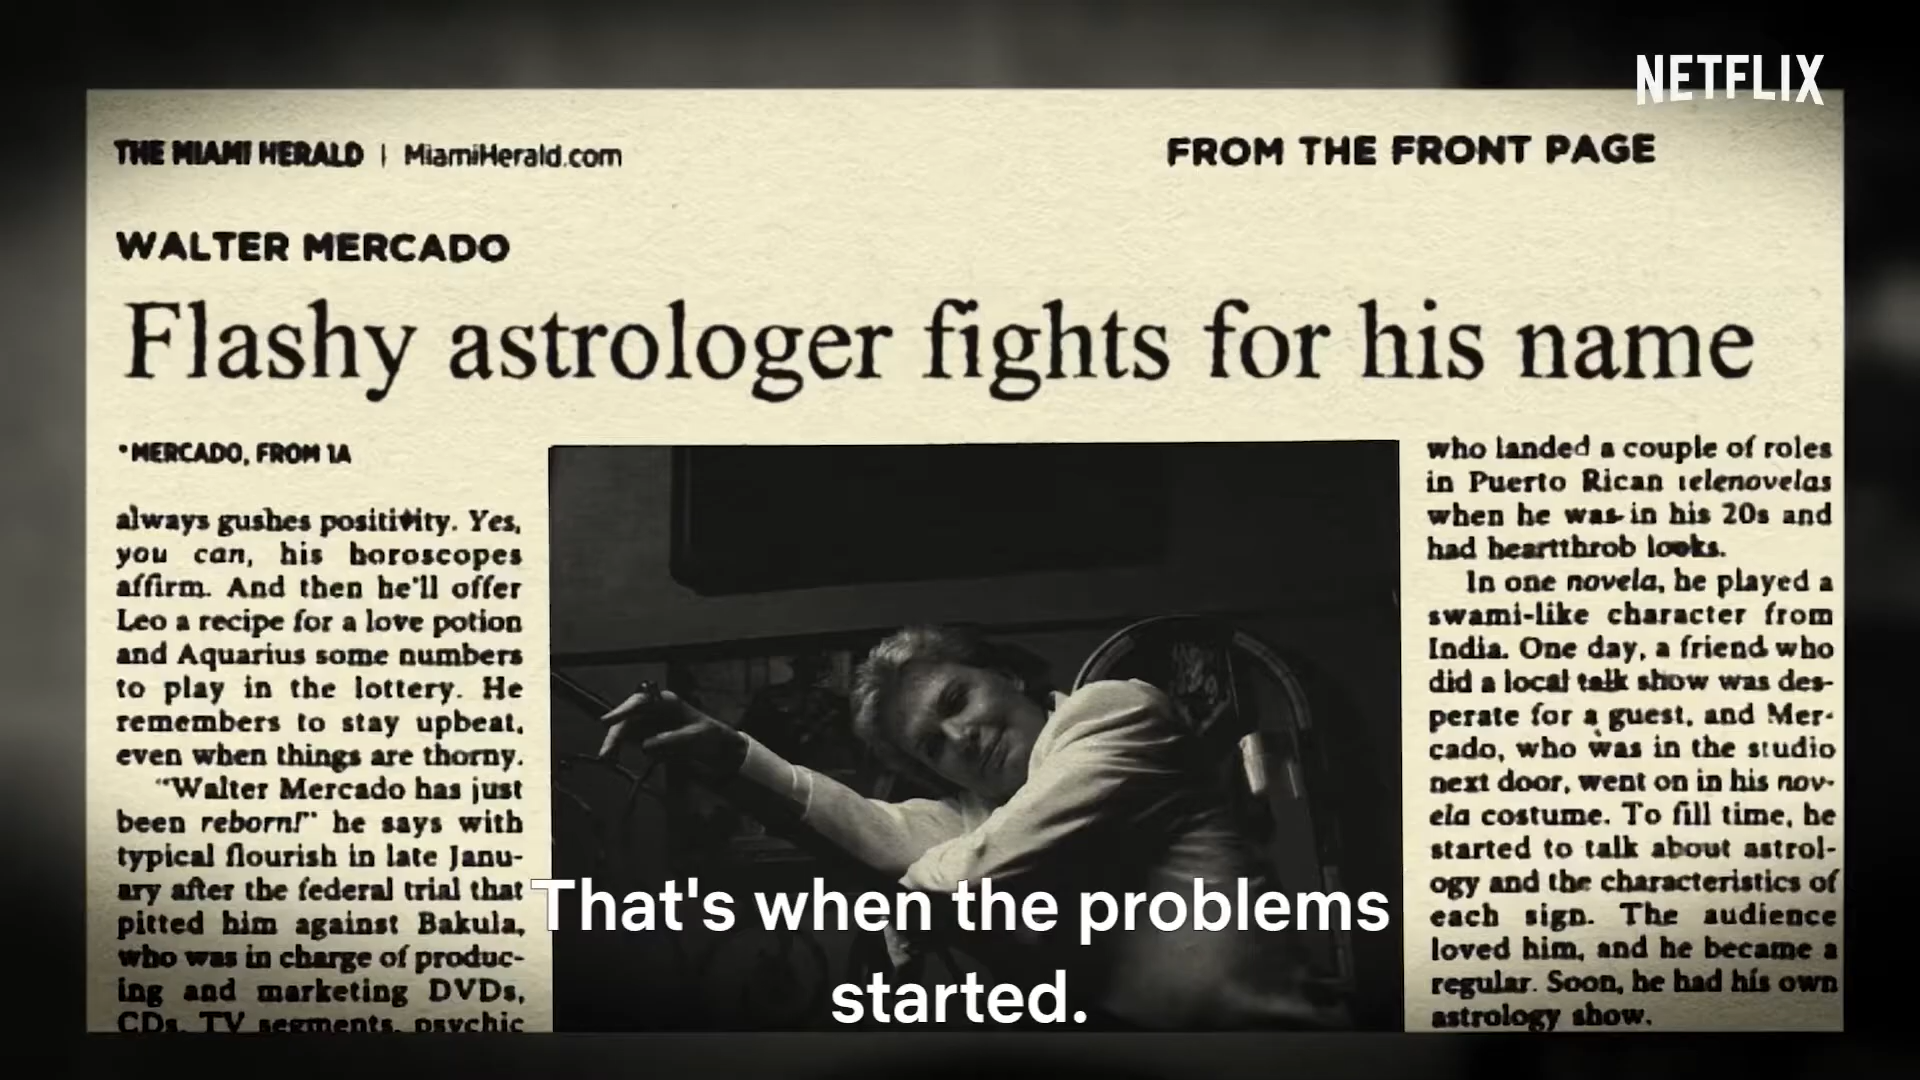 NETFLIX
THE MIAMI HERALD | MiamiHerald.com
FROM THE FRONT PAGE
WALTER MERCADO
Flashy astrologer fights for his name
•MERCADO, FROM 1A
always gushes positivity. Yes,
you can, his horoscopes
affirm. And then he'll offer
Leo a recipe for a love potion
and Aquarius some numbers
to play in the lottery. He
remembers to stay upbeat,
even when things are thorny.
"Walter Mercado has just
been reborn!" he says with
typical flourish in late Janu-
ary after the federal trial that
pitted him against Bakula,
who was in charge of produc-
ing and marketing DVDs,
CDs, TV segments, psychic
who landed a couple of roles
in Puerto Rican telenovelas
when he was in his 20s and
had heartthrob looks.
In one novela, he played a
swami-like character from
India. One day, a friend who
did a local talk show was des-
perate for a guest, and Mer-
cado, who was in the studio
next door, went on in his nov-
ela costume. To fill time, he
started to talk about astrol-
ogy and the characteristics of
each sign. The audience
loved him, and he became a
regular. Soon, he had his own
astrology show.
That's when the problems
started.